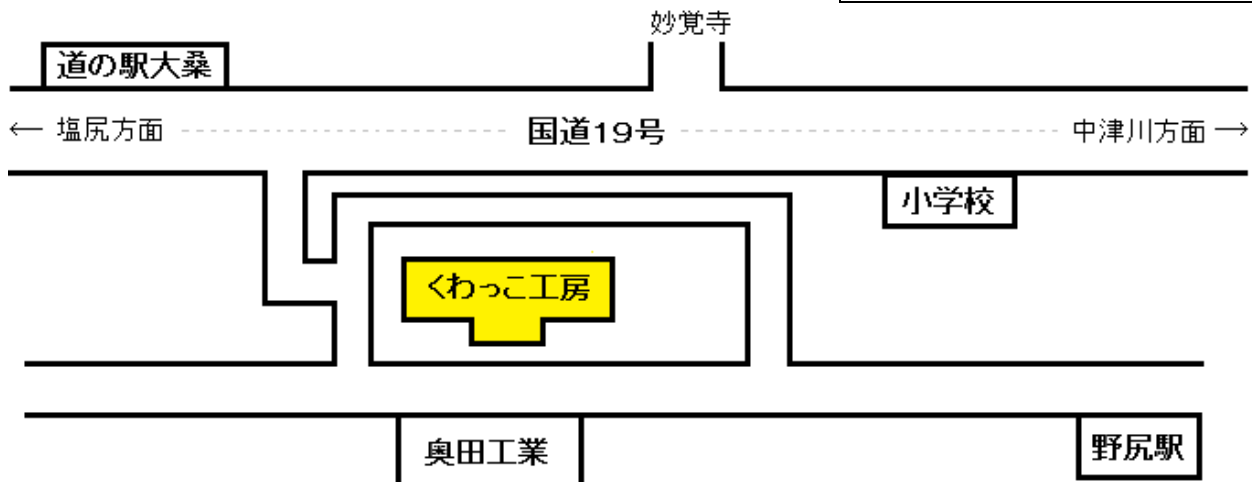 妙覚寺
道の駅大桑
← 塩尻方面
国道19号
中津川方面 →
小学校
くわっこ工房
奥田工業
野尻駅